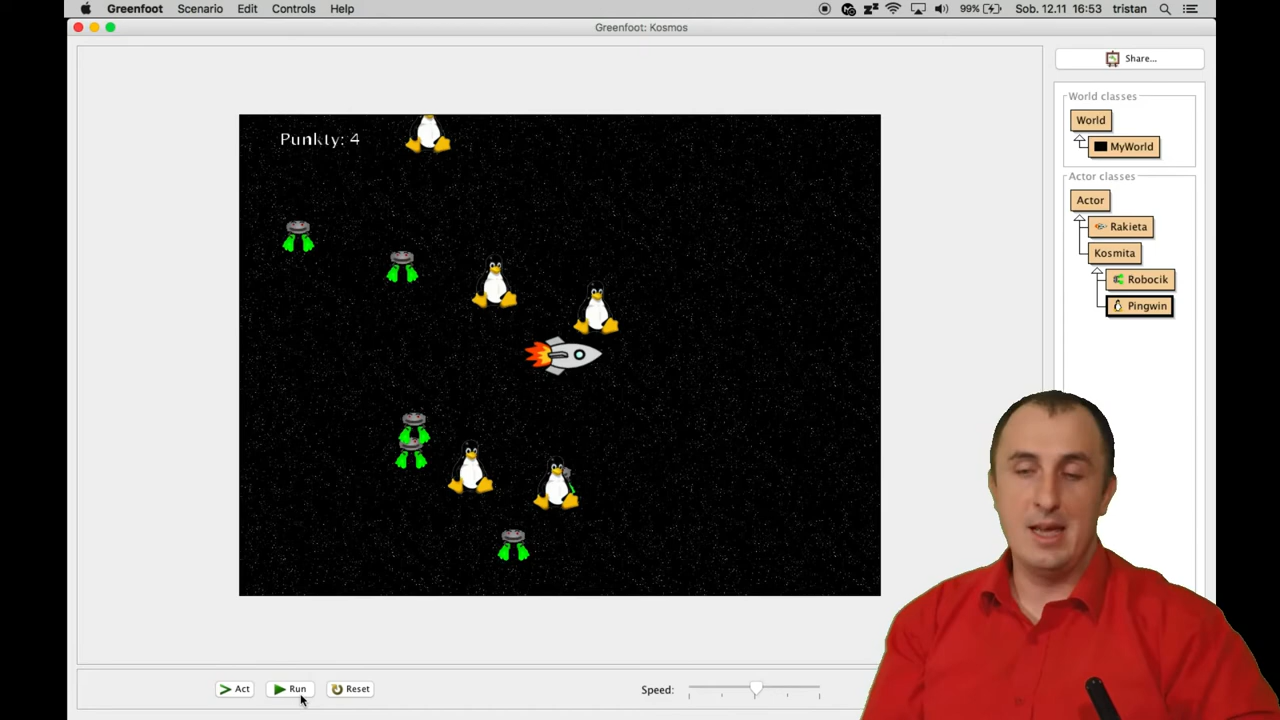 Greenfoot Scenario Edit Controls Help 99% Sob. 12.11 16:53 tristan
Greenfoot: Kosmos
Share...
World classes
World
MyWorld
Actor classes
Actor
Rakieta
Kosmita
Robocik
Pingwin
Punkty: 4
Act Run Reset Speed: